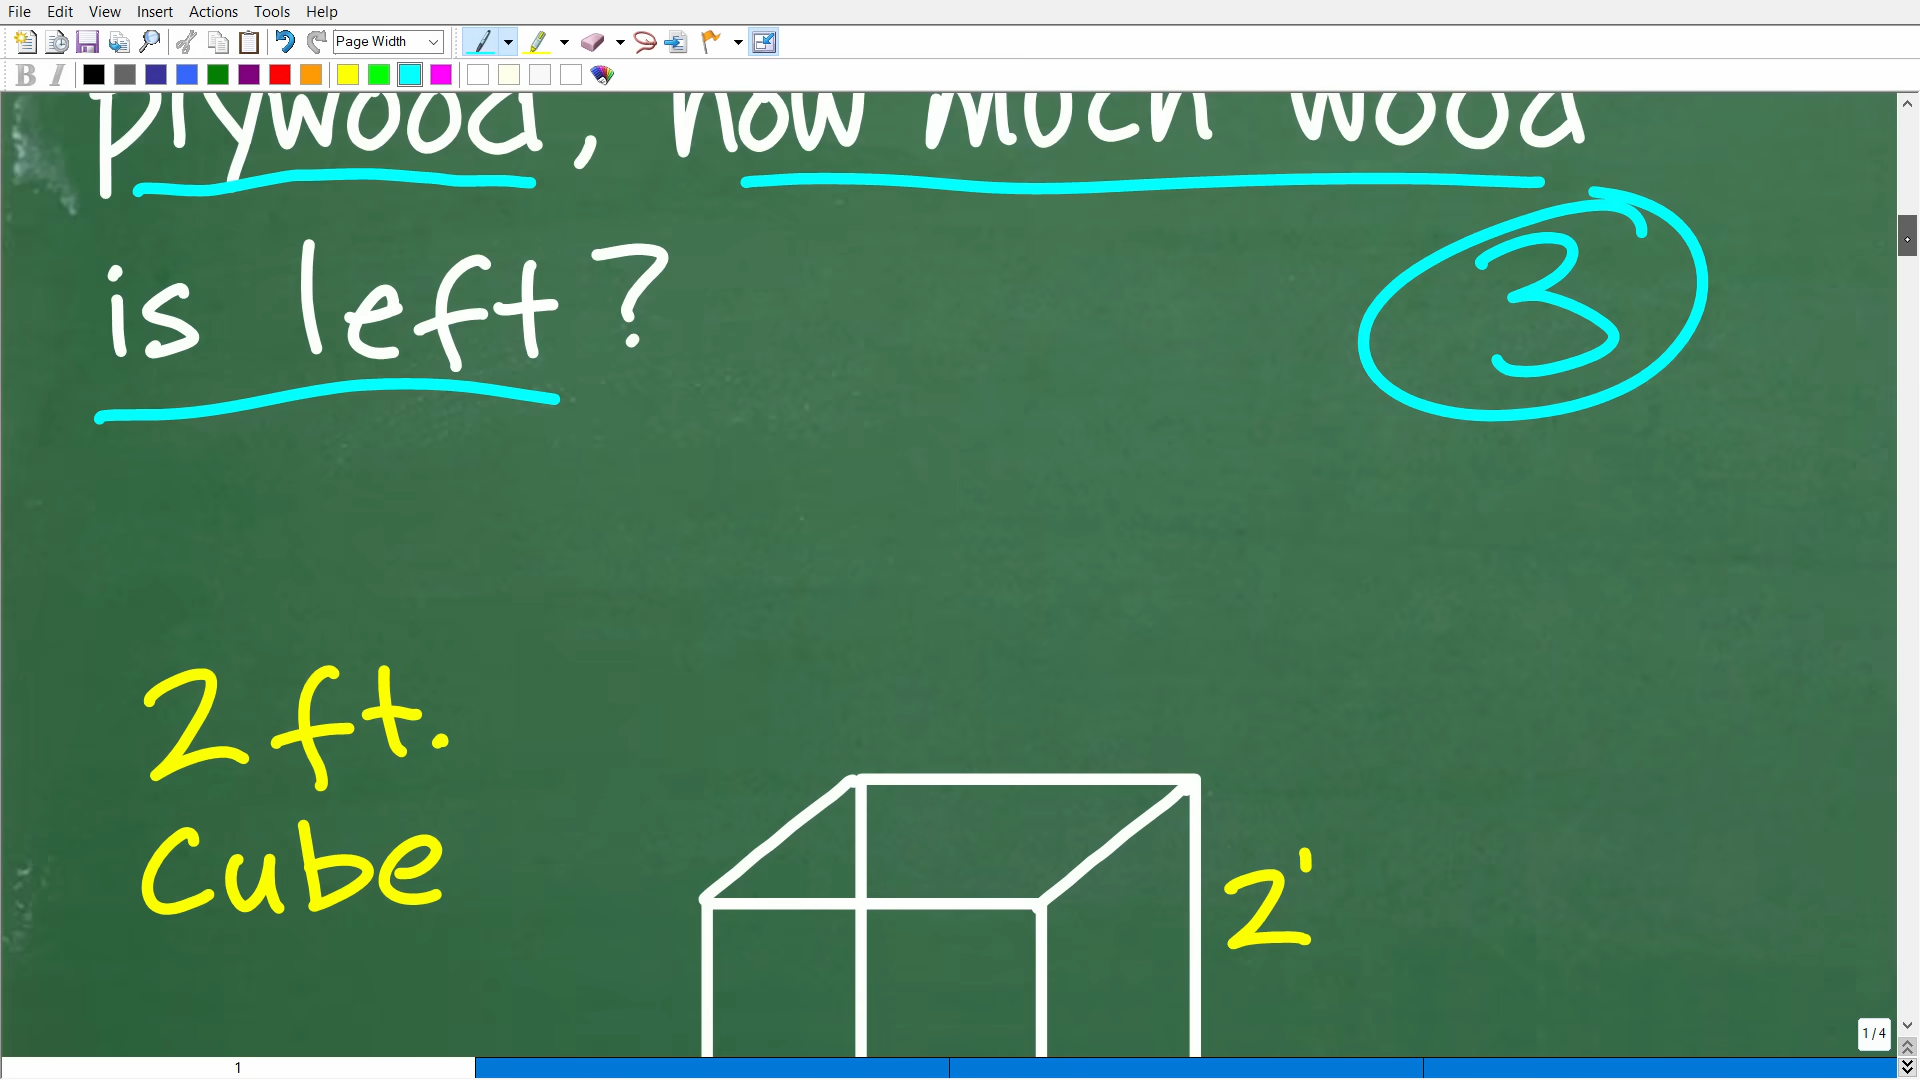 File Edit View Insert Actions Tools Help
Page Width
B I
plywood, how much wood
is left?
3
2 ft.
Cube
2'
1 / 4
1